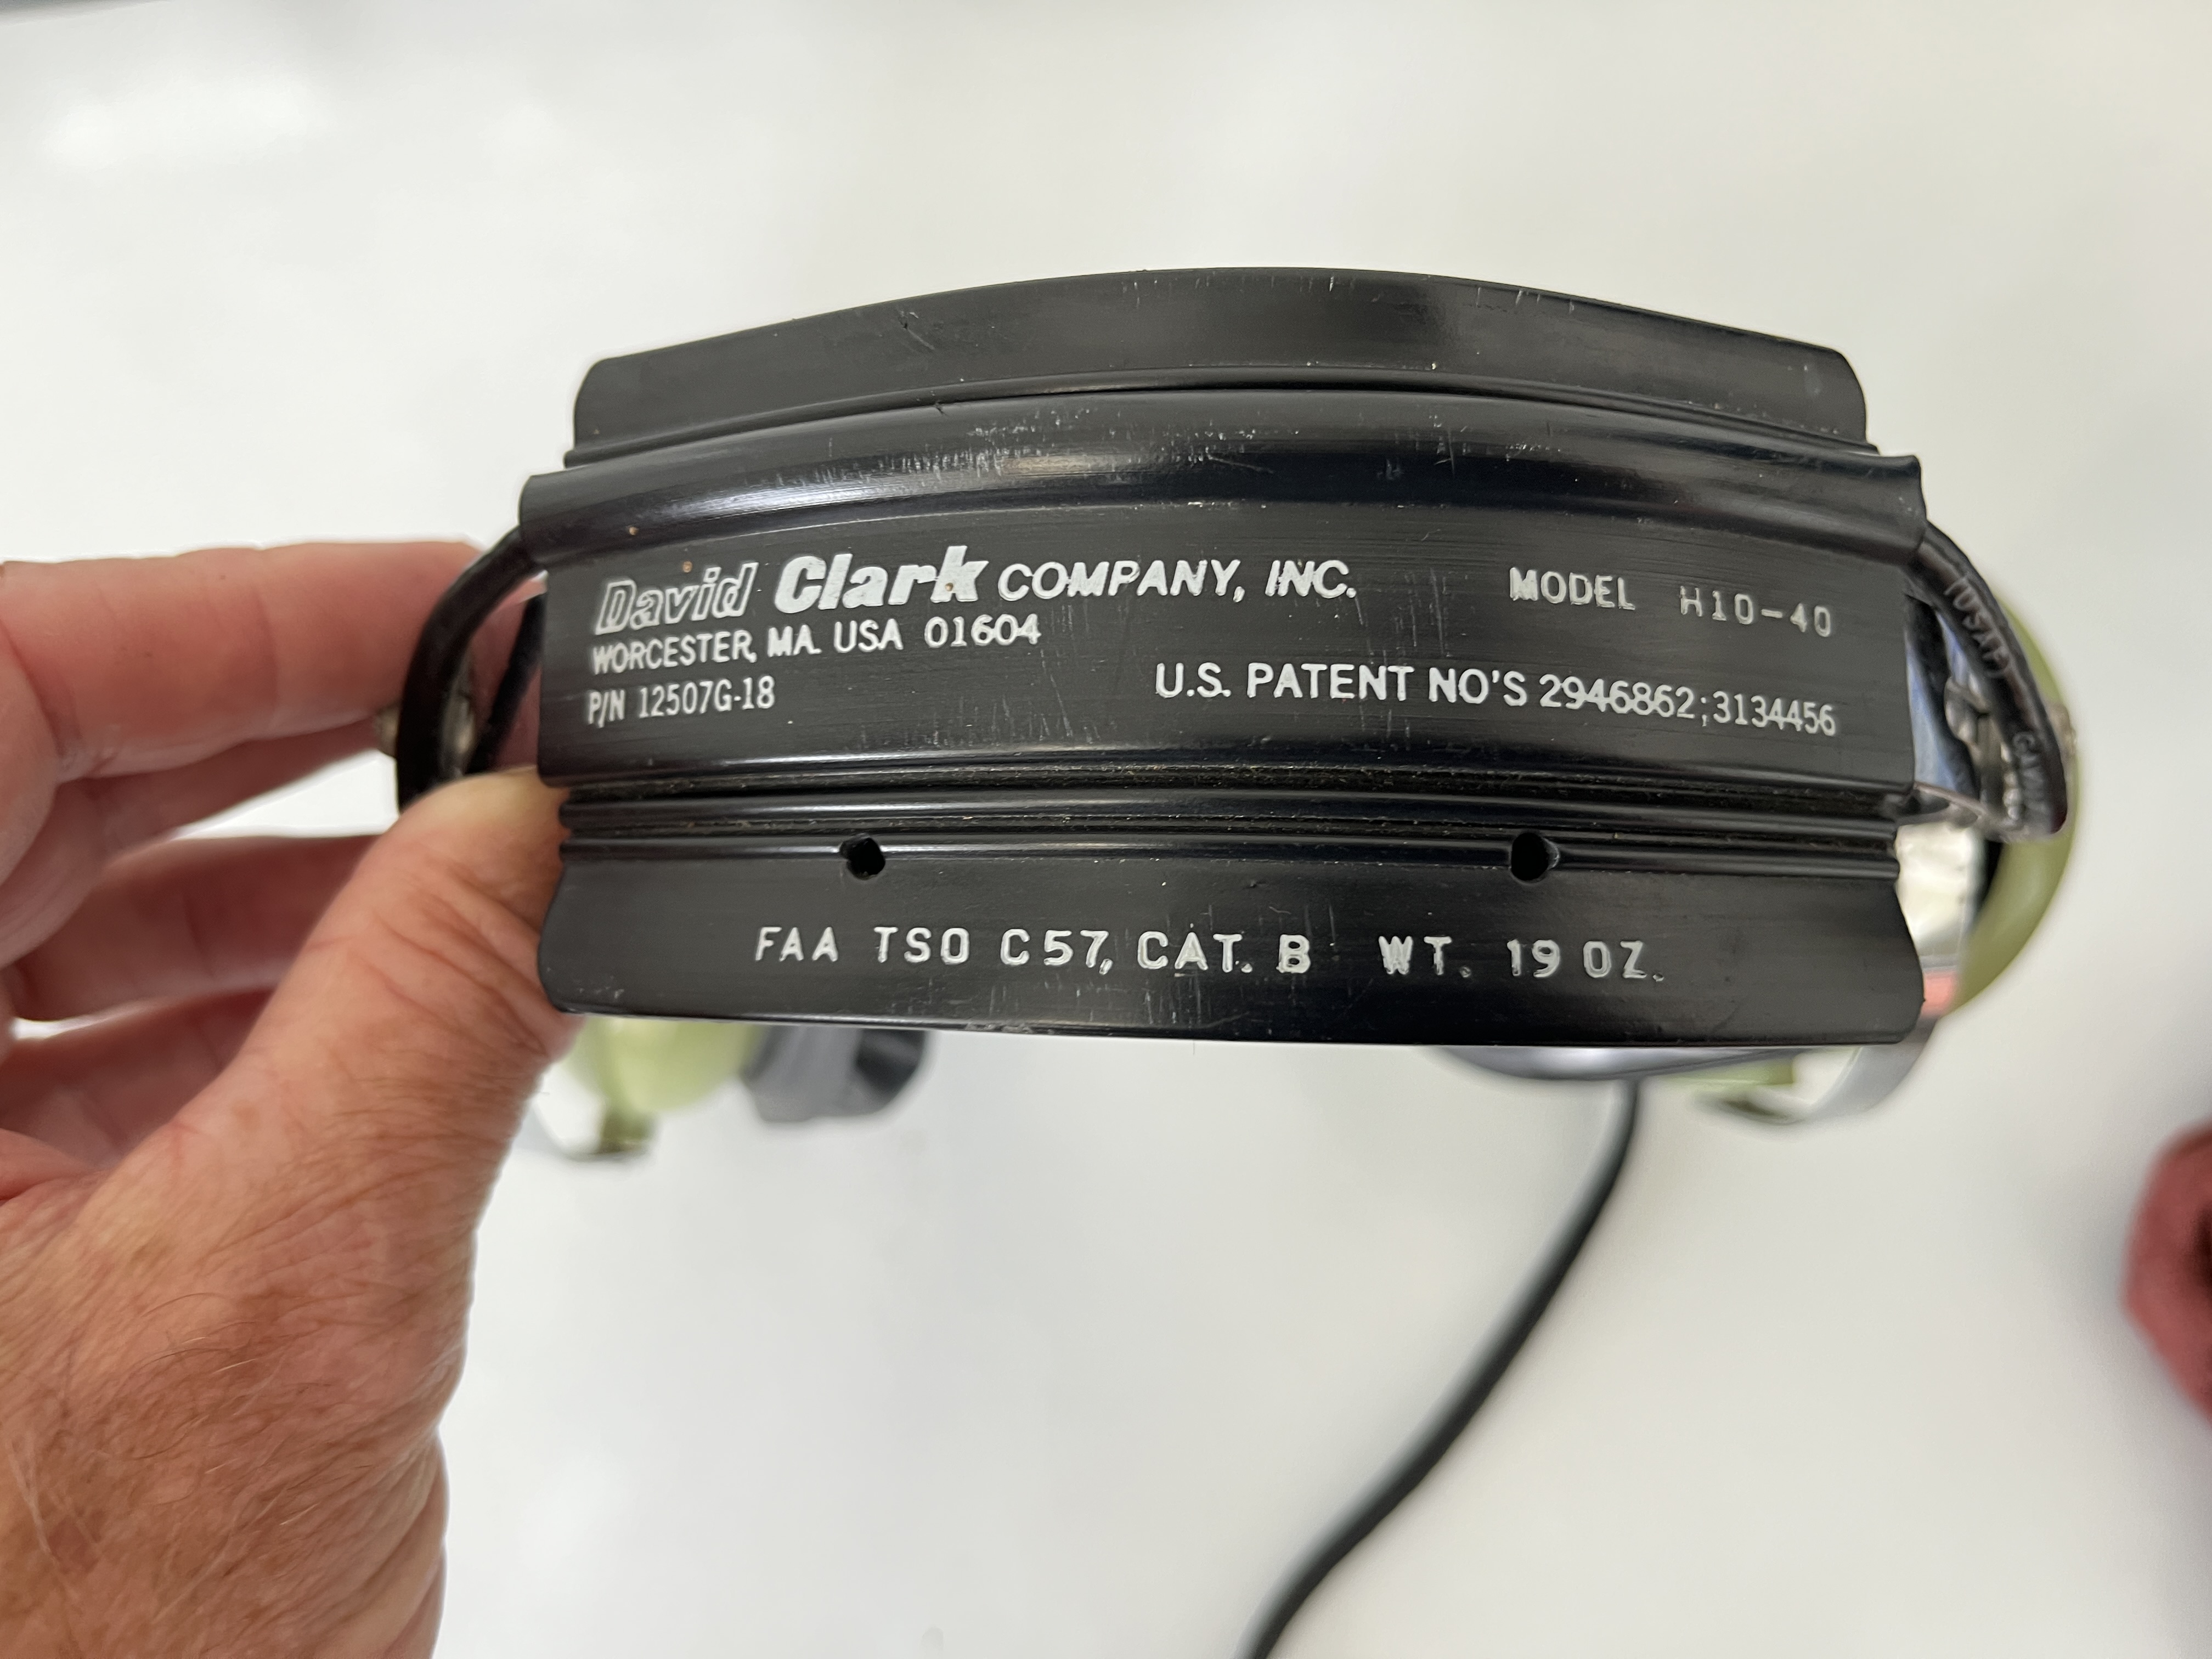 David Clark COMPANY, INC.
WORCESTER, MA. USA 01604
P/N 12507G-18
MODEL H10-40
U.S. PATENT NO'S 2946862;3134456
FAA TSO C57, CAT. B WT. 19 OZ.